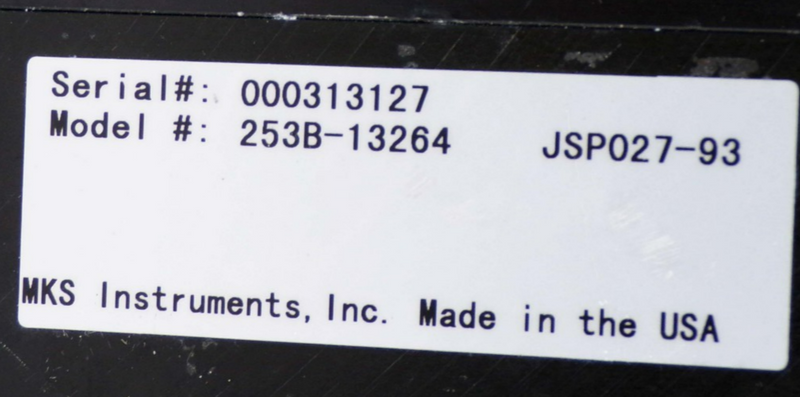 Serial#: 000313127
Model #: 253B-13264 JSP027-93
MKS Instruments, Inc. Made in the USA